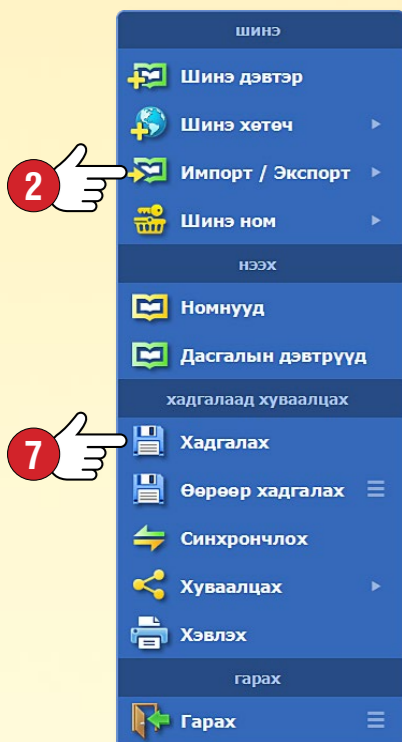 шинэ
Шинэ дэвтэр
Шинэ хөтөч
2
Импорт / Экспорт
Шинэ ном
нээх
Номнууд
Дасгалын дэвтрүүд
хадгалаад хуваалцах
7
Хадгалах
Өөрөөр хадгалах
Синхрончлох
Хуваалцах
Хэвлэх
гарах
Гарах